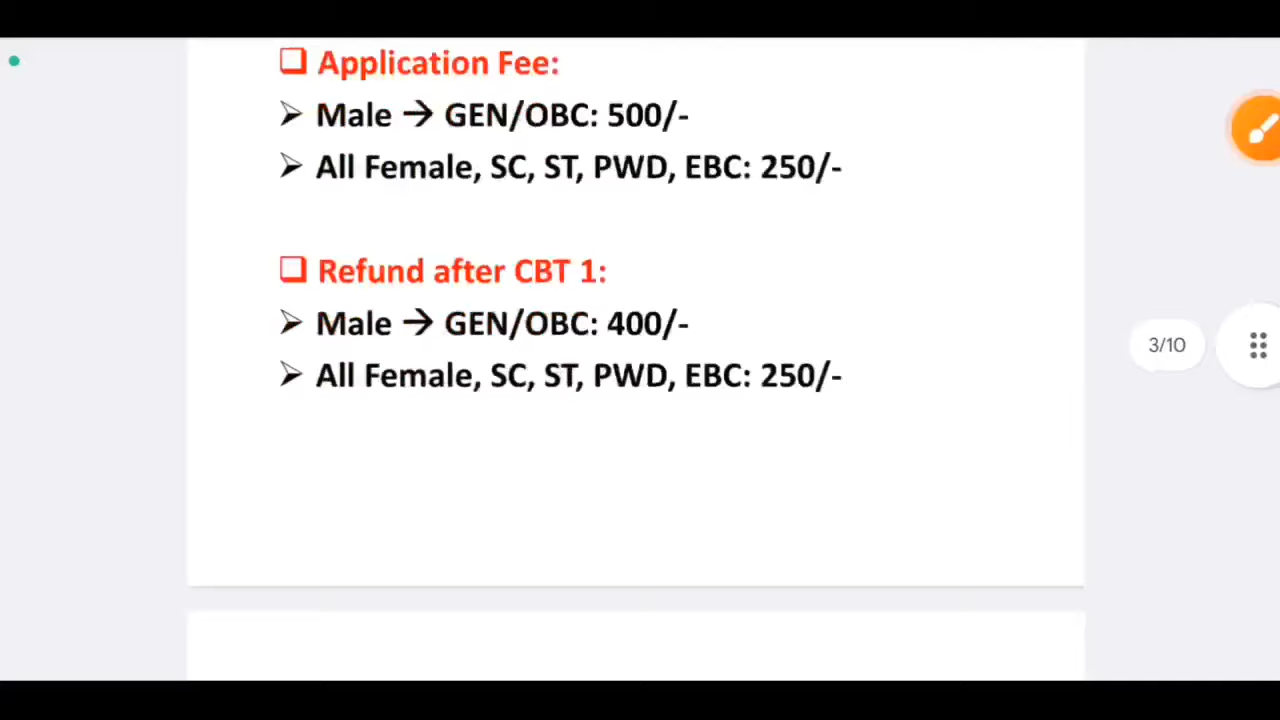 ❑ Application Fee:
➢ Male → GEN/OBC: 500/-
➢ All Female, SC, ST, PWD, EBC: 250/-
❑ Refund after CBT 1:
➢ Male → GEN/OBC: 400/-
➢ All Female, SC, ST, PWD, EBC: 250/-
3/10